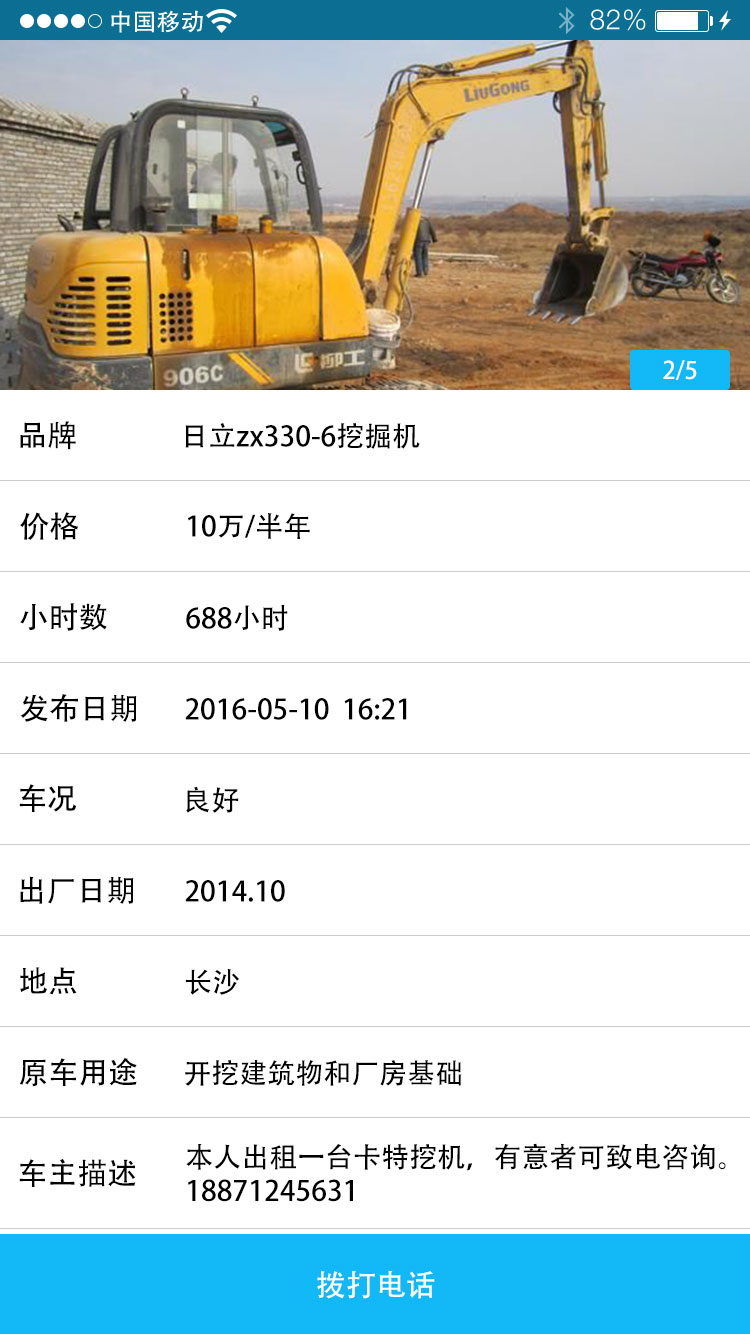 中国移动 82%
LIUGONG
906C 柳工
2/5
品牌 日立zx330-6挖掘机
价格 10万/半年
小时数 688小时
发布日期 2016-05-10 16:21
车况 良好
出厂日期 2014.10
地点 长沙
原车用途 开挖建筑物和厂房基础
车主描述 本人出租一台卡特挖机，有意者可致电咨询。
18871245631
拨打电话